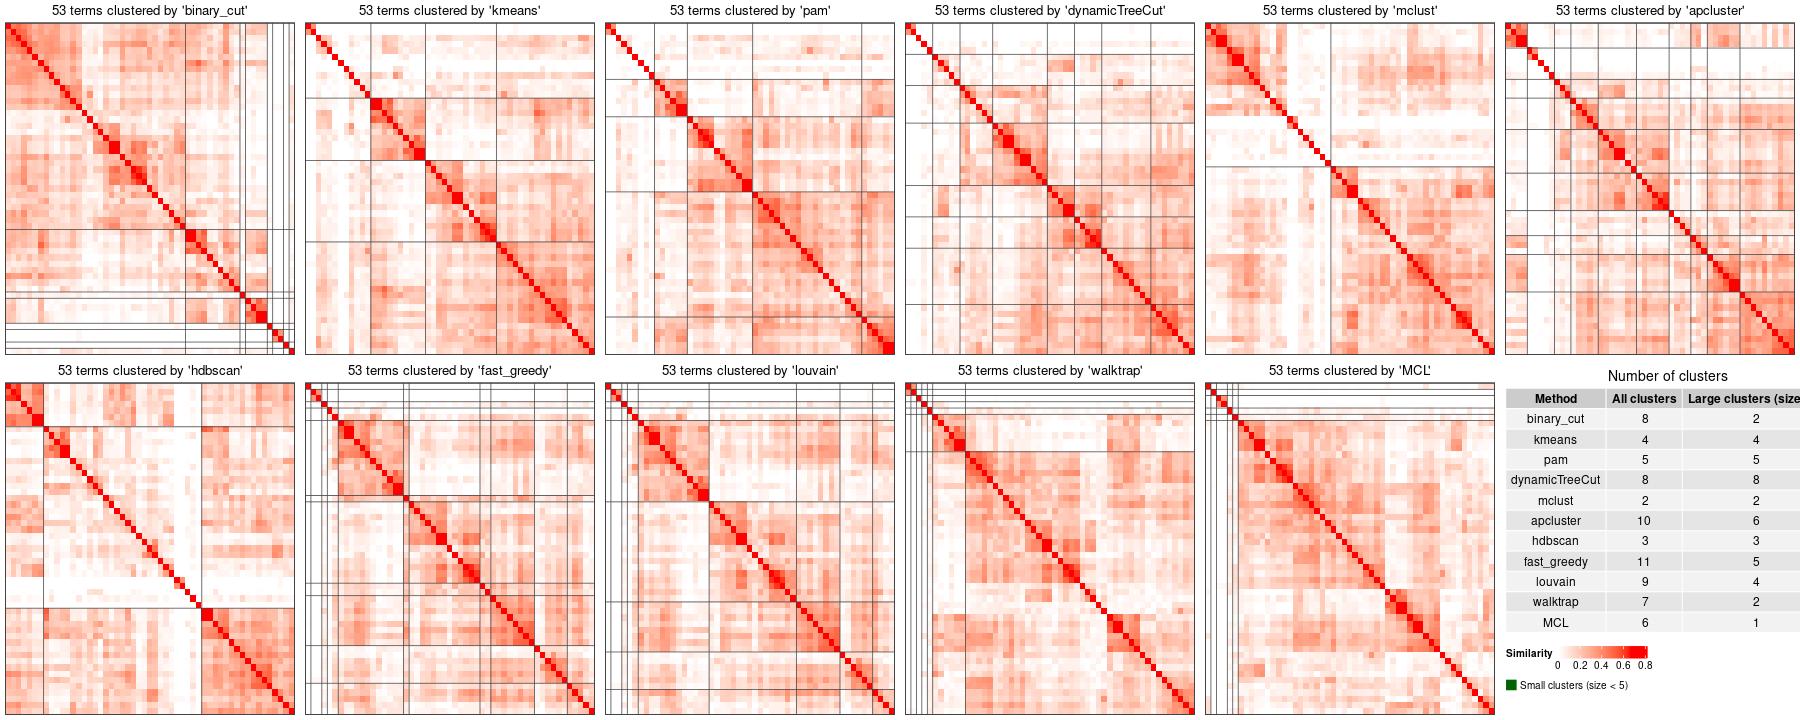 53 terms clustered by 'binary_cut'
53 terms clustered by 'kmeans'
53 terms clustered by 'pam'
53 terms clustered by 'dynamicTreeCut'
53 terms clustered by 'mclust'
53 terms clustered by 'apcluster'
53 terms clustered by 'hdbscan'
53 terms clustered by 'fast_greedy'
53 terms clustered by 'louvain'
53 terms clustered by 'walktrap'
53 terms clustered by 'MCL'
Number of clusters
Method All clusters Large clusters (size
binary_cut 8 2
kmeans 4 4
pam 5 5
dynamicTreeCut 8 8
mclust 2 2
apcluster 10 6
hdbscan 3 3
fast_greedy 11 5
louvain 9 4
walktrap 7 2
MCL 6 1
Similarity
0 0.2 0.4 0.6 0.8
Small clusters (size < 5)